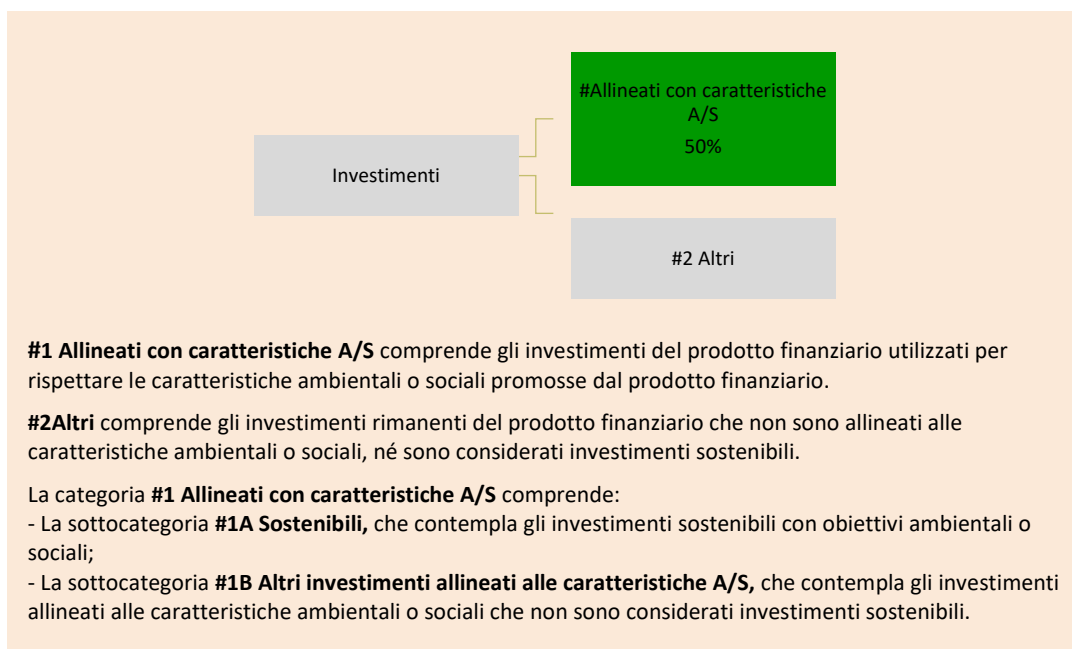 #Allineati con caratteristiche
A/S
50%
Investimenti
#2 Altri
#1 Allineati con caratteristiche A/S comprende gli investimenti del prodotto finanziario utilizzati per
rispettare le caratteristiche ambientali o sociali promosse dal prodotto finanziario.
#2Altri comprende gli investimenti rimanenti del prodotto finanziario che non sono allineati alle
caratteristiche ambientali o sociali, né sono considerati investimenti sostenibili.
La categoria #1 Allineati con caratteristiche A/S comprende:
- La sottocategoria #1A Sostenibili, che contempla gli investimenti sostenibili con obiettivi ambientali o
sociali;
- La sottocategoria #1B Altri investimenti allineati alle caratteristiche A/S, che contempla gli investimenti
allineati alle caratteristiche ambientali o sociali che non sono considerati investimenti sostenibili.